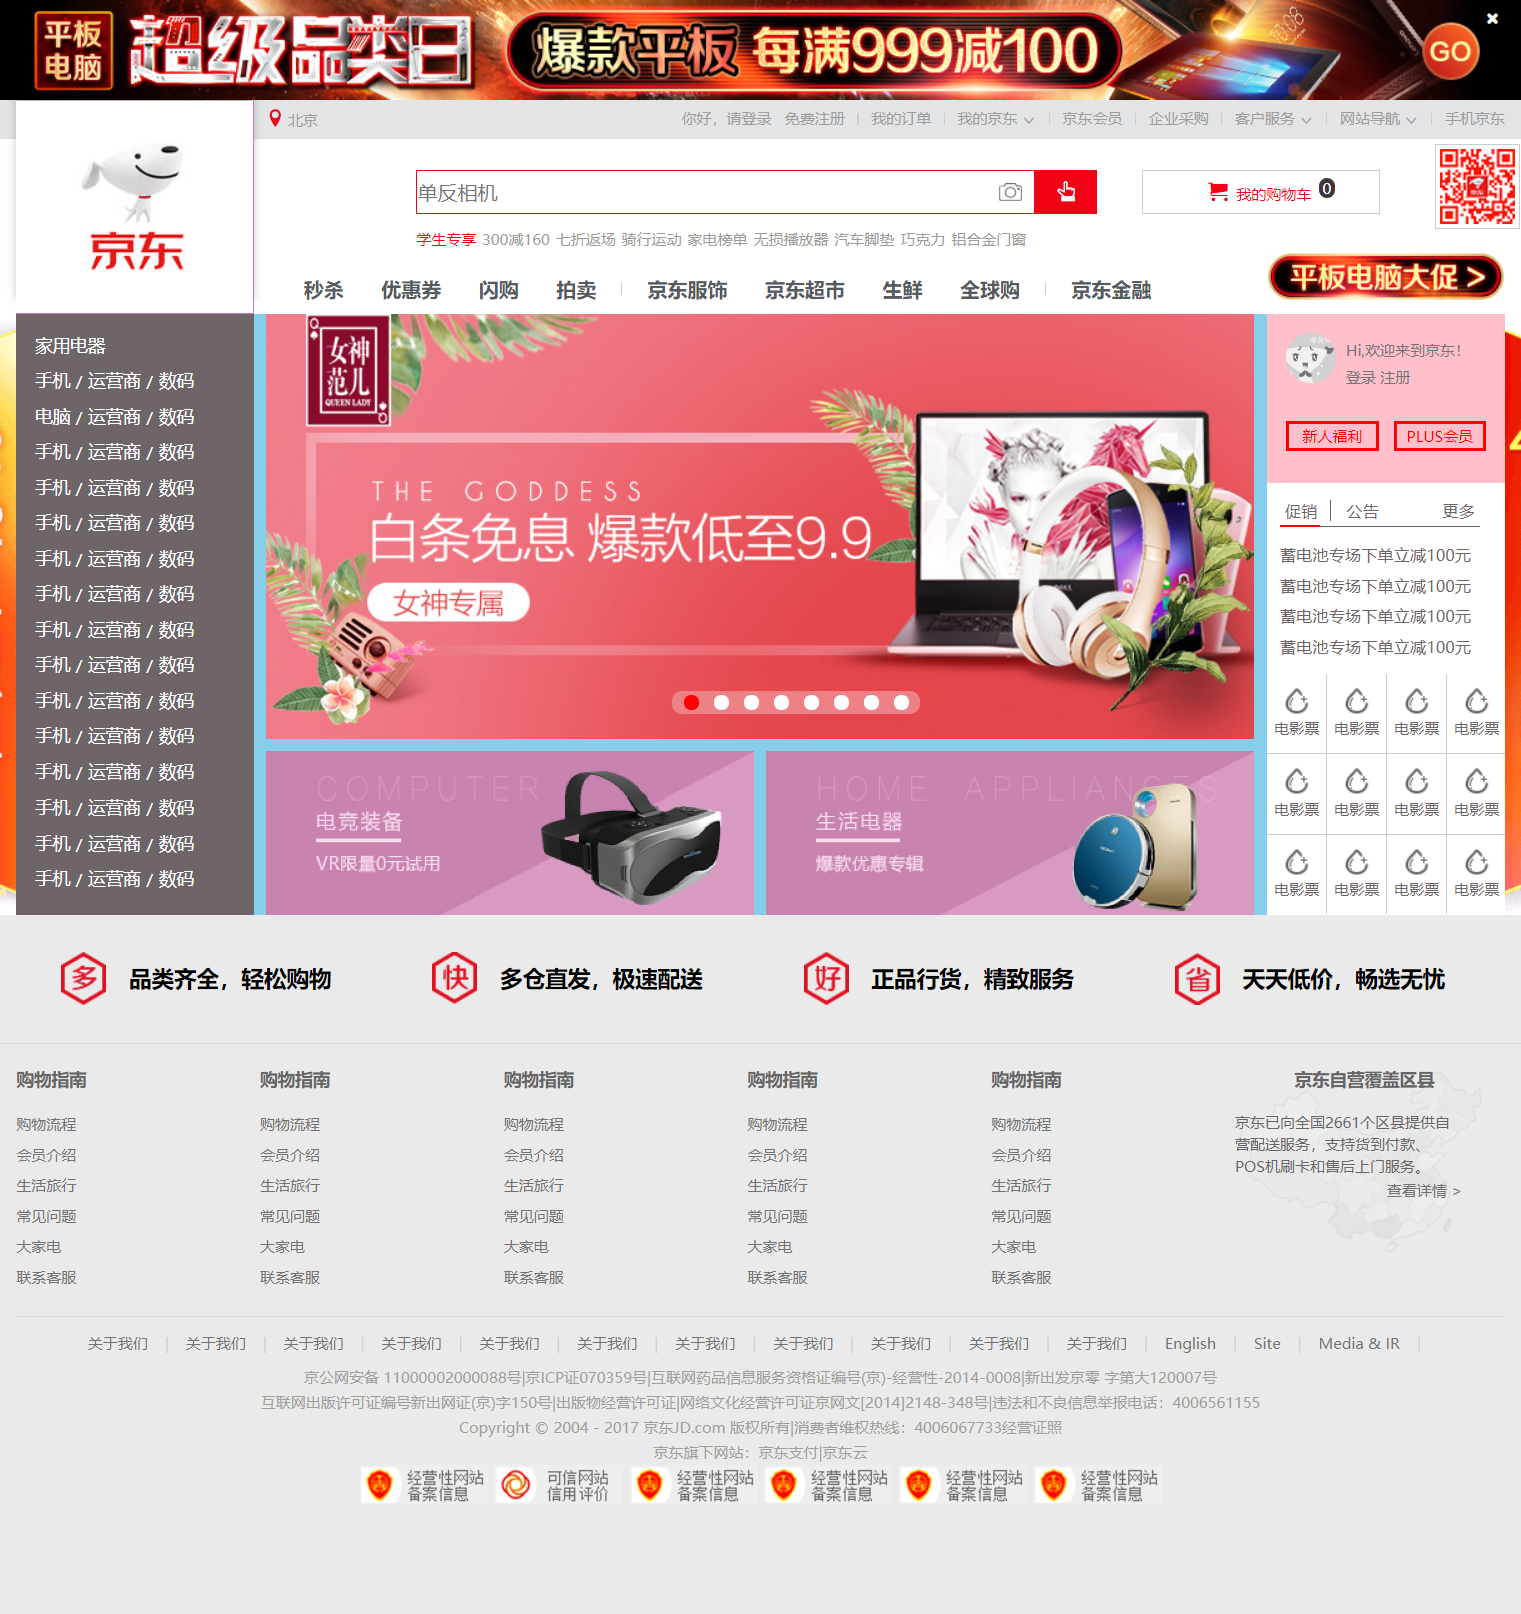 平板电脑 超级品类日 爆款平板 每满999减100 GO
北京 你好，请登录 免费注册 我的订单 我的京东 京东会员 企业采购 客户服务 网站导航 手机京东
京东
单反相机 我的购物车 0
学生专享 300减160 七折返场 骑行运动 家电榜单 无损播放器 汽车脚垫 巧克力 铝合金门窗
秒杀 优惠券 闪购 拍卖 京东服饰 京东超市 生鲜 全球购 京东金融
平板电脑大促 >
家用电器
手机 / 运营商 / 数码
电脑 / 运营商 / 数码
手机 / 运营商 / 数码
手机 / 运营商 / 数码
手机 / 运营商 / 数码
手机 / 运营商 / 数码
手机 / 运营商 / 数码
手机 / 运营商 / 数码
手机 / 运营商 / 数码
手机 / 运营商 / 数码
手机 / 运营商 / 数码
手机 / 运营商 / 数码
手机 / 运营商 / 数码
手机 / 运营商 / 数码
手机 / 运营商 / 数码
Q
女神范儿
QUEEN LADY
THE GODDESS
白条免息 爆款低至9.9
女神专属
COMPUTER
电竞装备
VR限量0元试用
HOME APPLIANCES
生活电器
爆款优惠专辑
Hi,欢迎来到京东！
登录 注册
新人福利 PLUS会员
促销 公告 更多
蓄电池专场下单立减100元
蓄电池专场下单立减100元
蓄电池专场下单立减100元
蓄电池专场下单立减100元
电影票 电影票 电影票 电影票
电影票 电影票 电影票 电影票
电影票 电影票 电影票 电影票
多 品类齐全，轻松购物 快 多仓直发，极速配送 好 正品行货，精致服务 省 天天低价，畅选无忧
购物指南 购物指南 购物指南 购物指南 购物指南
购物流程 购物流程 购物流程 购物流程 购物流程
会员介绍 会员介绍 会员介绍 会员介绍 会员介绍
生活旅行 生活旅行 生活旅行 生活旅行 生活旅行
常见问题 常见问题 常见问题 常见问题 常见问题
大家电 大家电 大家电 大家电 大家电
联系客服 联系客服 联系客服 联系客服 联系客服
京东自营覆盖区县
京东已向全国2661个区县提供自
营配送服务，支持货到付款、
POS机刷卡和售后上门服务。
查看详情 >
关于我们 | 关于我们 | 关于我们 | 关于我们 | 关于我们 | 关于我们 | 关于我们 | 关于我们 | 关于我们 | 关于我们 | 关于我们 | English | Site | Media & IR |
京公网安备 11000002000088号|京ICP证070359号|互联网药品信息服务资格证编号(京)-经营性-2014-0008|新出发京零 字第大120007号
互联网出版许可证编号新出网证(京)字150号|出版物经营许可证|网络文化经营许可证京网文[2014]2148-348号|违法和不良信息举报电话：4006561155
Copyright © 2004 - 2017 京东JD.com 版权所有|消费者维权热线：4006067733经营证照
京东旗下网站：京东支付|京东云
经营性网站 可信网站 经营性网站 经营性网站 经营性网站 经营性网站
备案信息 信用评价 备案信息 备案信息 备案信息 备案信息